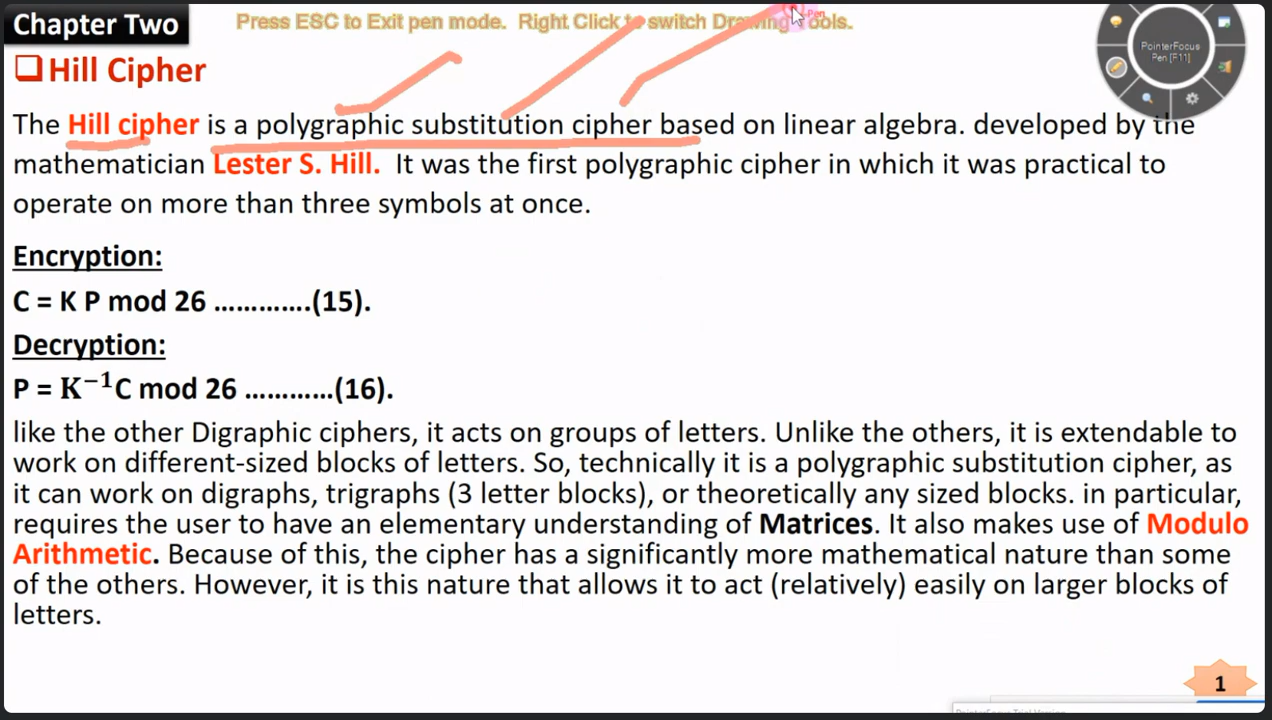 Chapter Two
Press ESC to Exit pen mode. Right Click to switch Drawing Tools.
Pen
PointerFocus
Pen [F11]
❑ Hill Cipher
The Hill cipher is a polygraphic substitution cipher based on linear algebra. developed by the
mathematician Lester S. Hill. It was the first polygraphic cipher in which it was practical to
operate on more than three symbols at once.
Encryption:
C = K P mod 26 ………….(15).
Decryption:
P = K⁻¹C mod 26 …………(16).
like the other Digraphic ciphers, it acts on groups of letters. Unlike the others, it is extendable to
work on different-sized blocks of letters. So, technically it is a polygraphic substitution cipher, as
it can work on digraphs, trigraphs (3 letter blocks), or theoretically any sized blocks. in particular,
requires the user to have an elementary understanding of Matrices. It also makes use of Modulo
Arithmetic. Because of this, the cipher has a significantly more mathematical nature than some
of the others. However, it is this nature that allows it to act (relatively) easily on larger blocks of
letters.
1
PointerFocus Trial Version